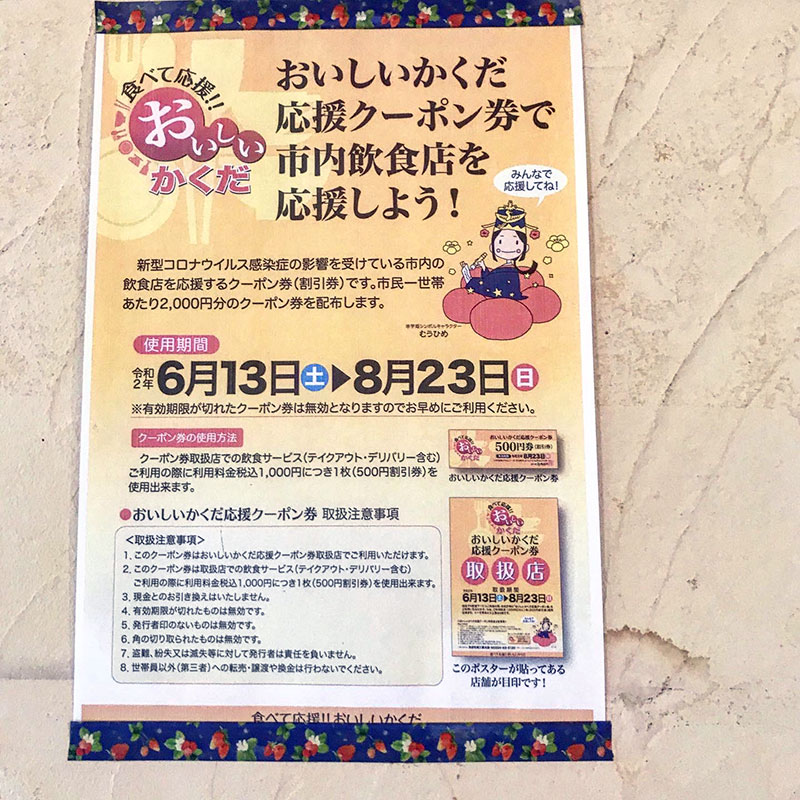 食べて応援!!
おいしい
かくだ
おいしいかくだ
応援クーポン券で
市内飲食店を
応援しよう!
みんなで
応援してね!
新型コロナウイルス感染症の影響を受けている市内の
飲食店を応援するクーポン券(割引券)です。市民一世帯
あたり2,000円分のクーポン券を配布します。
むうひめ
使用期間
令和2年 6月13日土▶8月23日日
※有効期限が切れたクーポン券は無効となりますのでお早めにご利用ください。
クーポン券の使用方法
クーポン券取扱店での飲食サービス(テイクアウト・デリバリー含む)
ご利用の際に利用料金税込1,000円につき1枚(500円割引券)を
使用出来ます。
おいしいかくだ応援クーポン券
500円券(割引券)
8月23日
おいしいかくだ応援クーポン券
●おいしいかくだ応援クーポン券 取扱注意事項
<取扱注意事項>
1、このクーポン券はおいしいかくだ応援クーポン券取扱店でご利用いただけます。
2、このクーポン券は取扱店での飲食サービス(テイクアウト・デリバリー含む)
ご利用の際に利用料金税込1,000円につき1枚(500円割引券)を使用出来ます。
3、現金とのお引き換えはいたしません。
4、有効期限が切れたものは無効です。
5、発行者印のないものは無効です。
6、角の切り取られたものは無効です。
7、盗難、紛失又は滅失等に対して発行者は責任を負いません。
8、世帯員以外(第三者)への転売・譲渡や換金は行わないでください。
食べて応援!!
おいしい
かくだ
おいしいかくだ
応援クーポン券
取扱店
取扱期間
6月13日土▶8月23日日
このポスターが貼ってある
店舗が目印です!
食べて応援!!おいしいかくだ